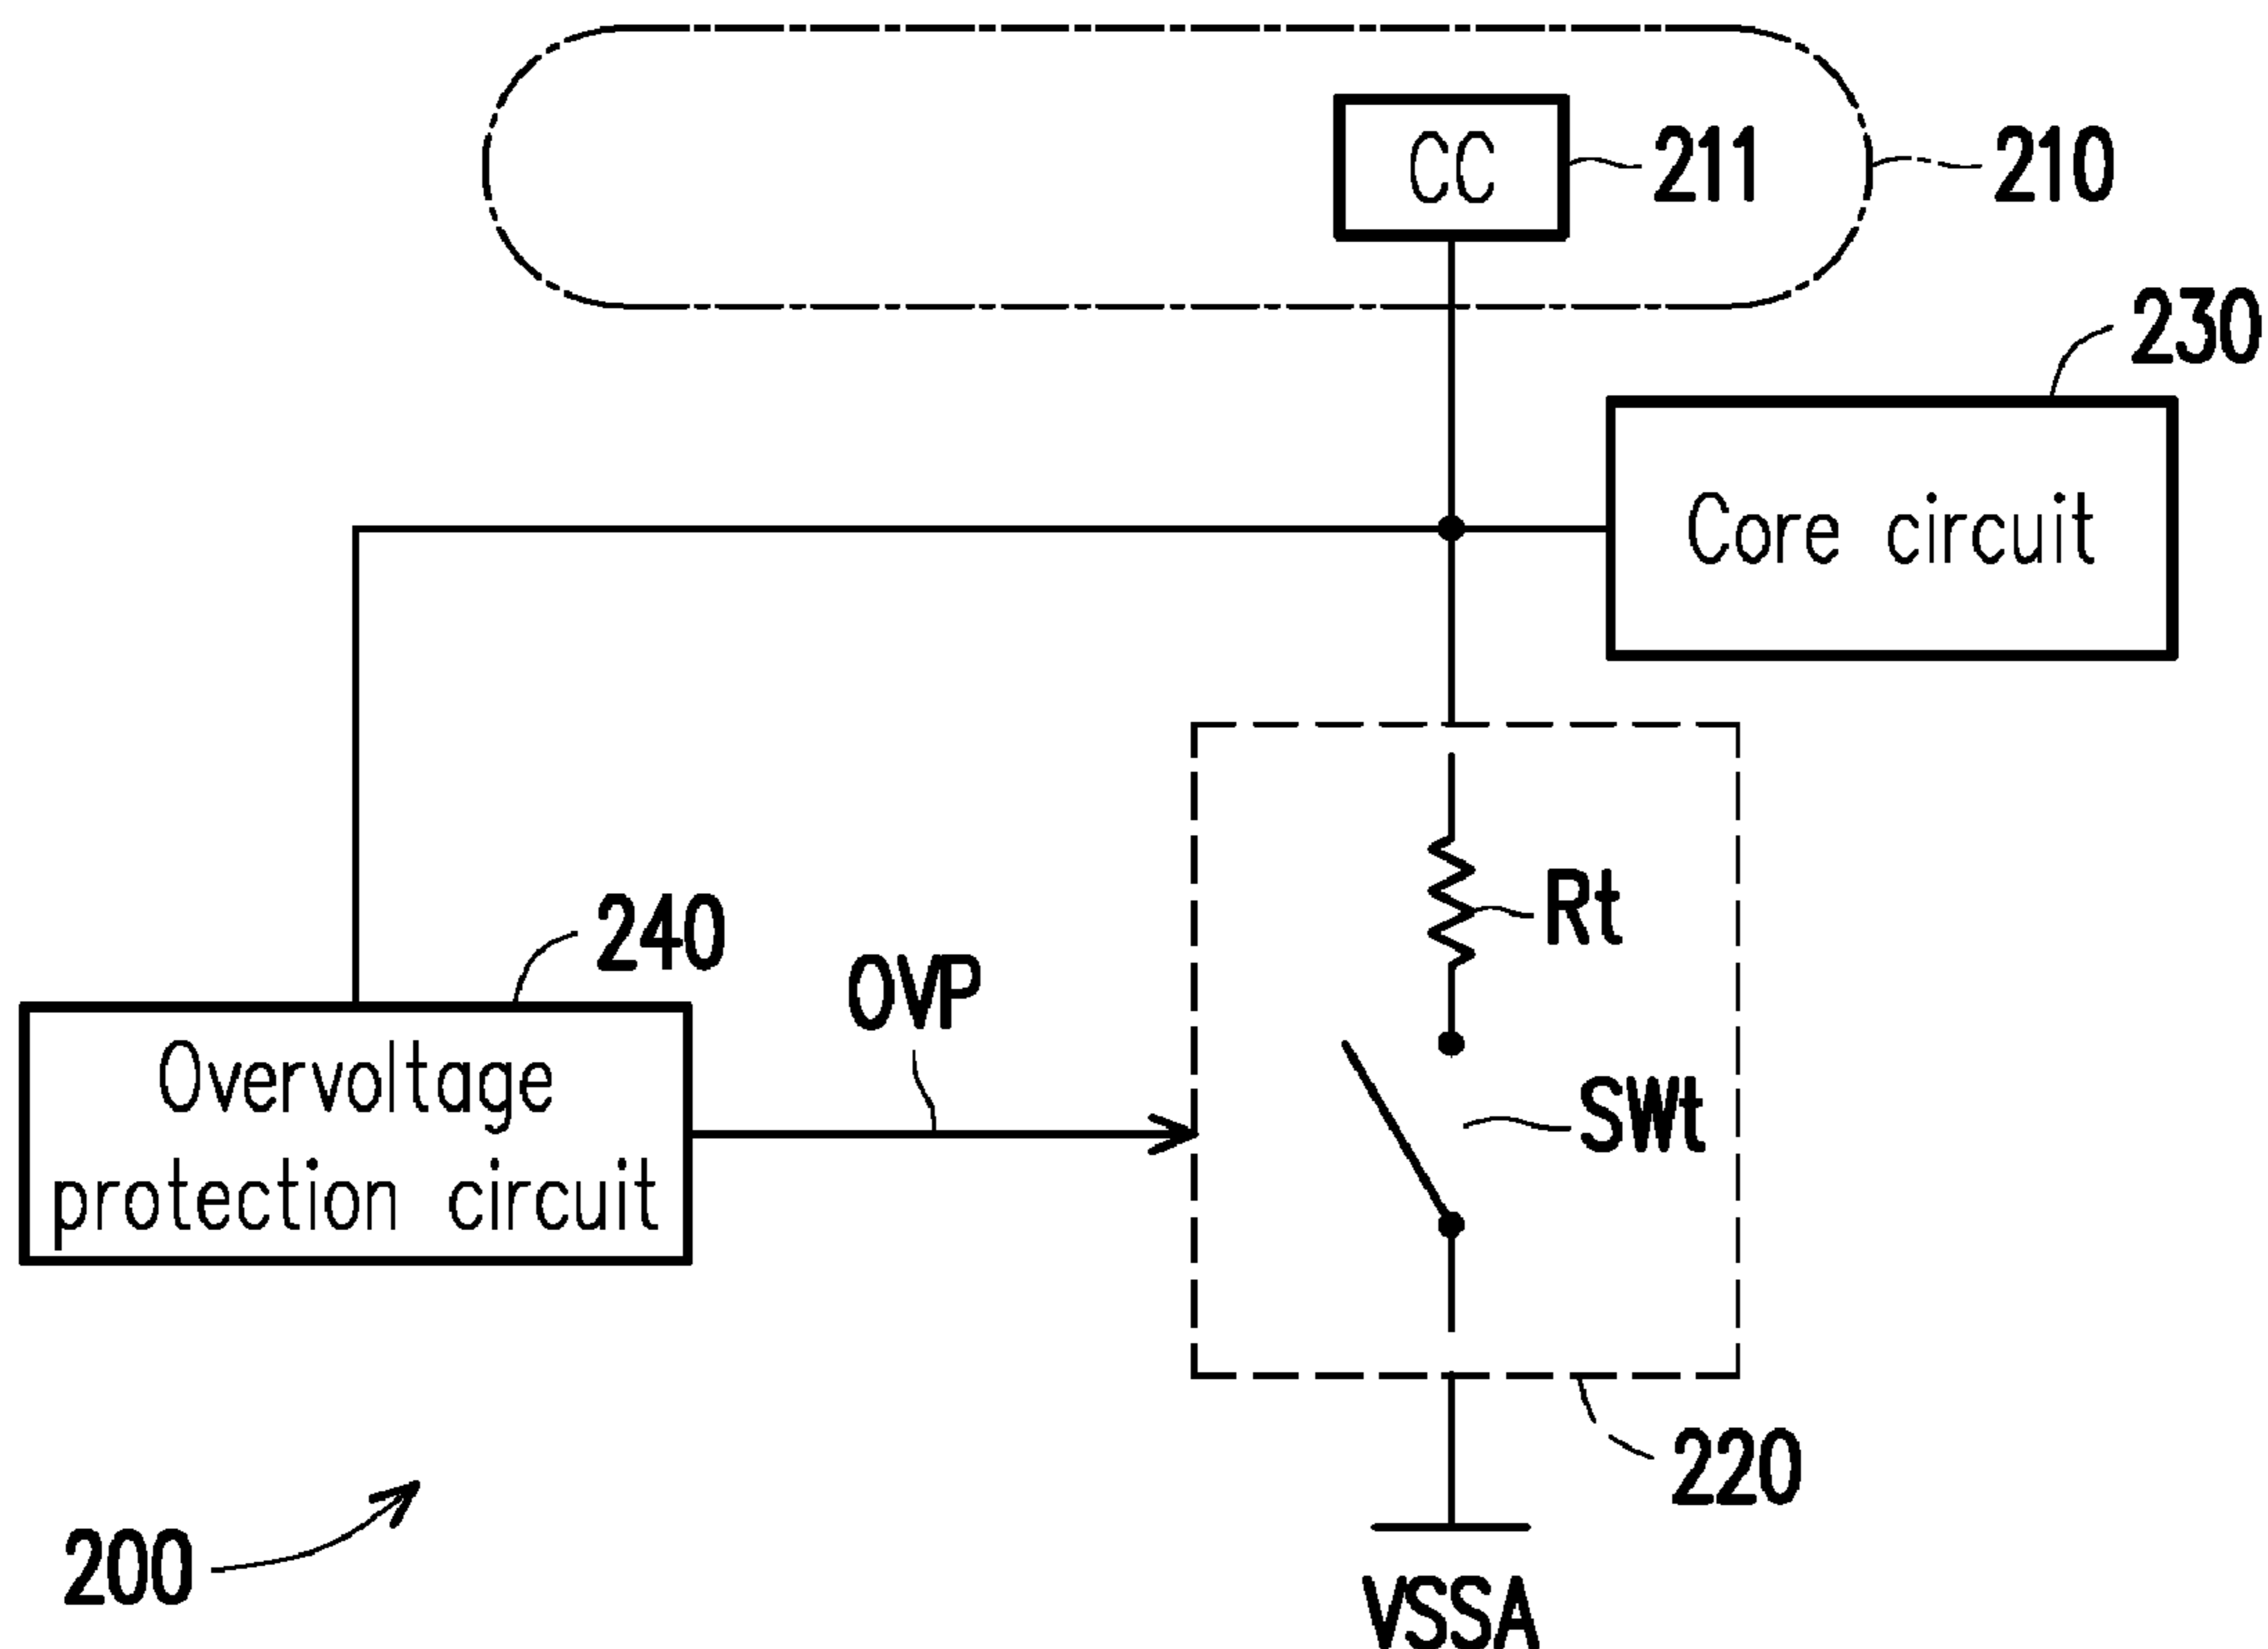 CC
211
210
230
Core circuit
Rt
240
OVP
Overvoltage
protection circuit
SWt
220
200
VSSA